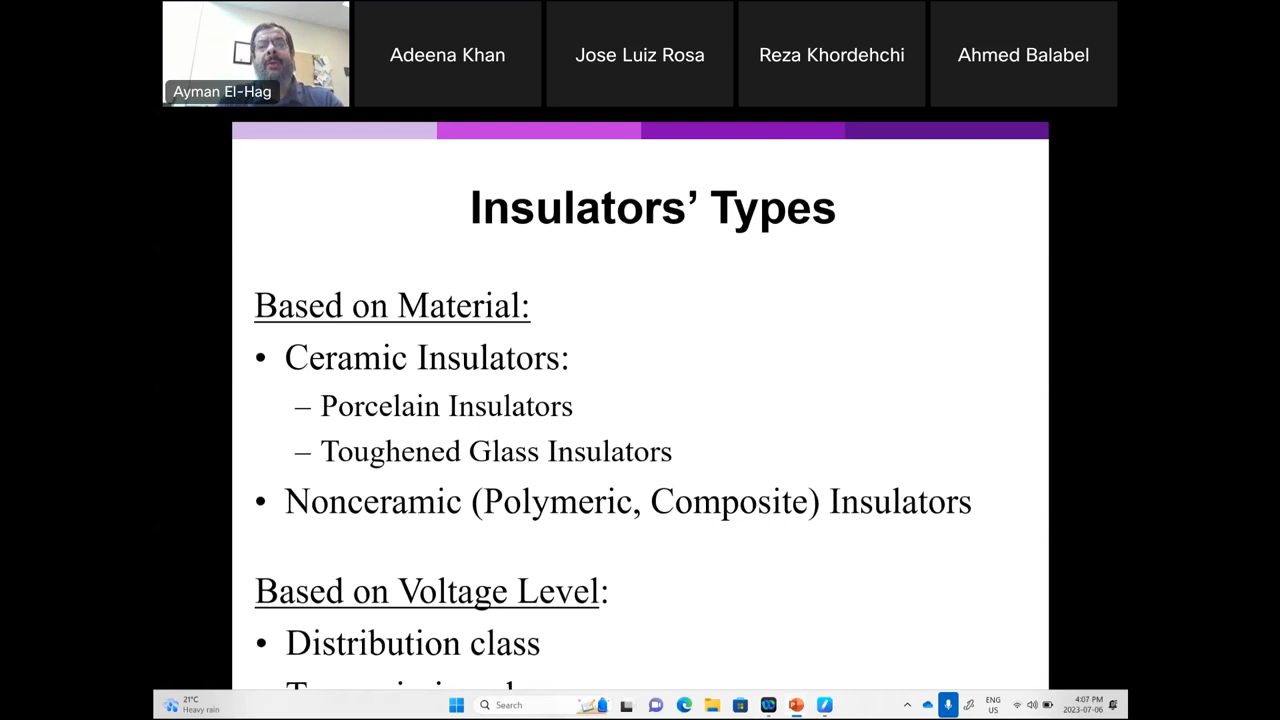 Ayman El-Hag
Adeena Khan
Jose Luiz Rosa
Reza Khordehchi
Ahmed Balabel
Insulators’ Types
Based on Material:
• Ceramic Insulators:
– Porcelain Insulators
– Toughened Glass Insulators
• Nonceramic (Polymeric, Composite) Insulators
Based on Voltage Level:
• Distribution class
21°C
Heavy rain
Search
ENG
US
4:07 PM
2023-07-06